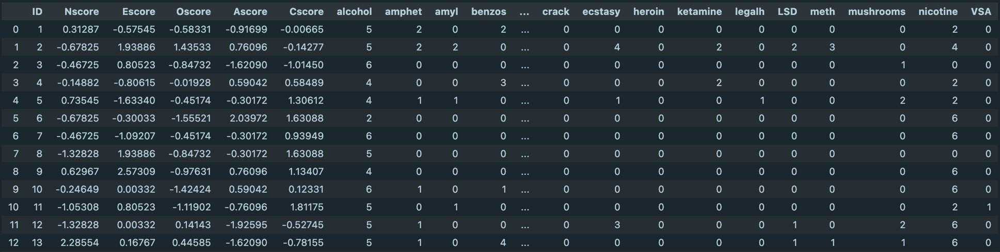 ID Nscore Escore Oscore Ascore Cscore alcohol amphet amyl benzos ... crack ecstasy heroin ketamine legalh LSD meth mushrooms nicotine VSA
0 1 0.31287 -0.57545 -0.58331 -0.91699 -0.00665 5 2 0 2 ... 0 0 0 0 0 0 0 0 2 0
1 2 -0.67825 1.93886 1.43533 0.76096 -0.14277 5 2 2 0 ... 0 4 0 2 0 2 3 0 4 0
2 3 -0.46725 0.80523 -0.84732 -1.62090 -1.01450 6 0 0 0 ... 0 0 0 0 0 0 0 1 0 0
3 4 -0.14882 -0.80615 -0.01928 0.59042 0.58489 4 0 0 3 ... 0 0 0 2 0 0 0 0 2 0
4 5 0.73545 -1.63340 -0.45174 -0.30172 1.30612 4 1 1 0 ... 0 1 0 0 1 0 0 2 2 0
5 6 -0.67825 -0.30033 -1.55521 2.03972 1.63088 2 0 0 0 ... 0 0 0 0 0 0 0 0 6 0
6 7 -0.46725 -1.09207 -0.45174 -0.30172 0.93949 6 0 0 0 ... 0 0 0 0 0 0 0 0 6 0
7 8 -1.32828 1.93886 -0.84732 -0.30172 1.63088 5 0 0 0 ... 0 0 0 0 0 0 0 0 0 0
8 9 0.62967 2.57309 -0.97631 0.76096 1.13407 4 0 0 0 ... 0 0 0 0 0 0 0 0 6 0
9 10 -0.24649 0.00332 -1.42424 0.59042 0.12331 6 1 0 1 ... 0 0 0 0 0 0 0 0 6 0
10 11 -1.05308 0.80523 -1.11902 -0.76096 1.81175 5 0 1 0 ... 0 0 0 0 0 0 0 0 2 1
11 12 -1.32828 0.00332 0.14143 -1.92595 -0.52745 5 1 0 0 ... 0 3 0 0 0 1 0 2 6 0
12 13 2.28554 0.16767 0.44585 -1.62090 -0.78155 5 1 0 4 ... 0 0 0 0 0 1 1 1 6 0